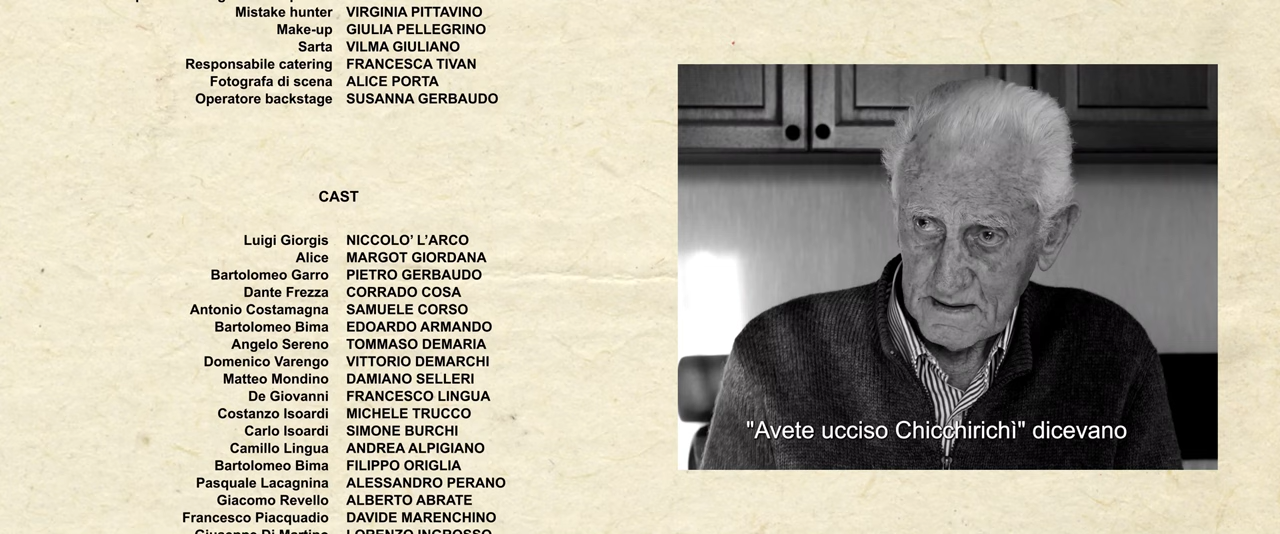 Mistake hunter VIRGINIA PITTAVINO
Make-up GIULIA PELLEGRINO
Sarta VILMA GIULIANO
Responsabile catering FRANCESCA TIVAN
Fotografa di scena ALICE PORTA
Operatore backstage SUSANNA GERBAUDO
CAST
Luigi Giorgis NICCOLO’ L’ARCO
Alice MARGOT GIORDANA
Bartolomeo Garro PIETRO GERBAUDO
Dante Frezza CORRADO COSA
Antonio Costamagna SAMUELE CORSO
Bartolomeo Bima EDOARDO ARMANDO
Angelo Sereno TOMMASO DEMARIA
Domenico Varengo VITTORIO DEMARCHI
Matteo Mondino DAMIANO SELLERI
De Giovanni FRANCESCO LINGUA
Costanzo Isoardi MICHELE TRUCCO
Carlo Isoardi SIMONE BURCHI
Camillo Lingua ANDREA ALPIGIANO
Bartolomeo Bima FILIPPO ORIGLIA
Pasquale Lacagnina ALESSANDRO PERANO
Giacomo Revello ALBERTO ABRATE
Francesco Piacquadio DAVIDE MARENCHINO
Giuseppe Di Martino LORENZO INGROSSO
"Avete ucciso Chicchirichì" dicevano